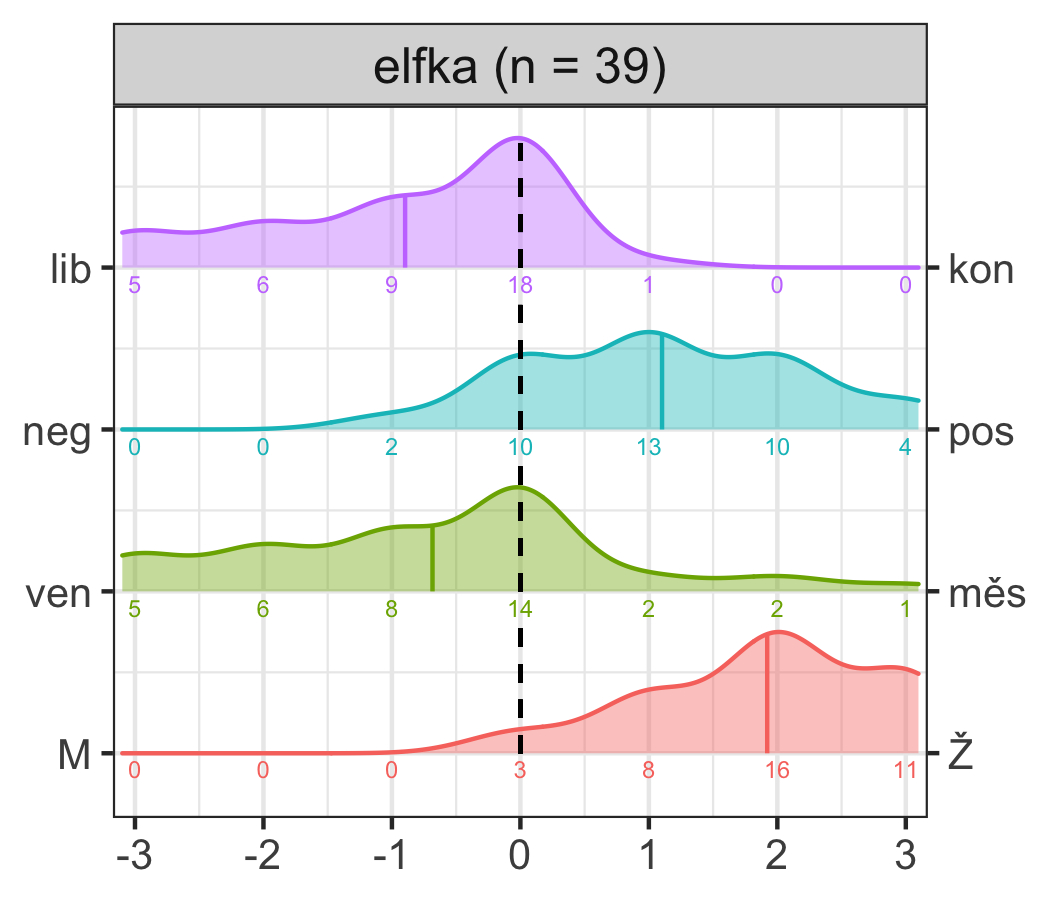 elfka (n = 39)
lib kon
5 6 9 18 1 0 0
neg pos
0 0 2 10 13 10 4
ven měs
5 6 8 14 2 2 1
M Ž
0 0 0 3 8 16 11
-3 -2 -1 0 1 2 3